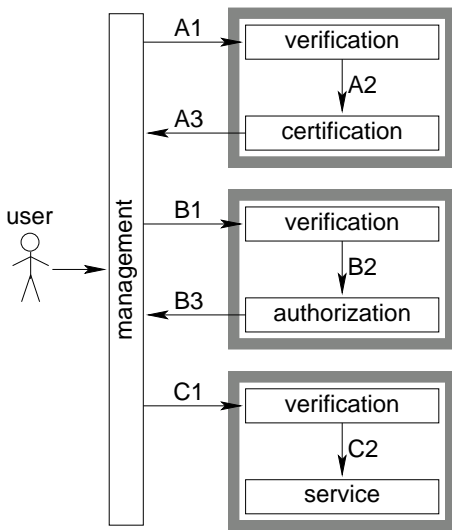 A1
verification
A2
A3
certification
user
management
B1
verification
B2
B3
authorization
C1
verification
C2
service